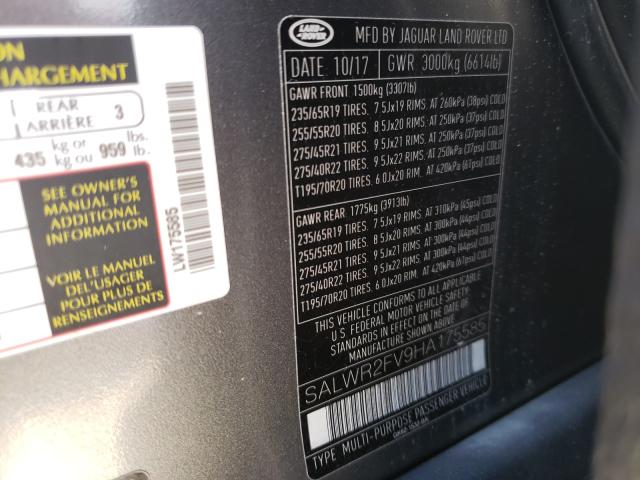 ON
HARGEMENT
REAR
ARRIÈRE 3
435 kg or
kg ou 959 lbs.
lb.
SEE OWNER'S
MANUAL FOR
ADDITIONAL
INFORMATION
VOIR LE MANUEL
DEL'USAGER
POUR PLUS DE
RENSEIGNEMENTS
LW175585
LAND
ROVER
MFD BY JAGUAR LAND ROVER LTD
DATE 10/17 GWR 3000kg (6614lb)
GAWR FRONT 1500kg (3307lb)
235/65R19 TIRES. 7 5Jx19 RIMS. AT 260kPa (38psi) COLD
255/55R20 TIRES. 8 5Jx20 RIMS. AT 250kPa (37psi) COLD
275/45R21 TIRES. 9 5Jx21 RIMS. AT 250kPa (37psi) COLD
275/40R22 TIRES. 9 5Jx22 RIMS. AT 250kPa (37psi) COLD
T195/70R20 TIRES. 6 0Jx20 RIM. AT 420kPa (61psi) COLD
GAWR REAR 1775kg (3913lb)
235/65R19 TIRES. 7 5Jx19 RIMS. AT 310kPa (45psi) COLD
255/55R20 TIRES. 8 5Jx20 RIMS. AT 300kPa (44psi) COLD
275/45R21 TIRES. 9 5Jx21 RIMS. AT 300kPa (44psi) COLD
275/40R22 TIRES. 9 5Jx22 RIMS. AT 300kPa (44psi) COLD
T195/70R20 TIRES. 6 0Jx20 RIM. AT 420kPa (61psi) COLD
THIS VEHICLE CONFORMS TO ALL APPLICABLE
U.S. FEDERAL MOTOR VEHICLE SAFETY STANDARDS
IN EFFECT ON THE DATE OF
MANUFACTURE SHOWN ABOVE.
SALWR2FV9HA175585
TYPE MULTI-PURPOSE PASSENGER VEHICLE